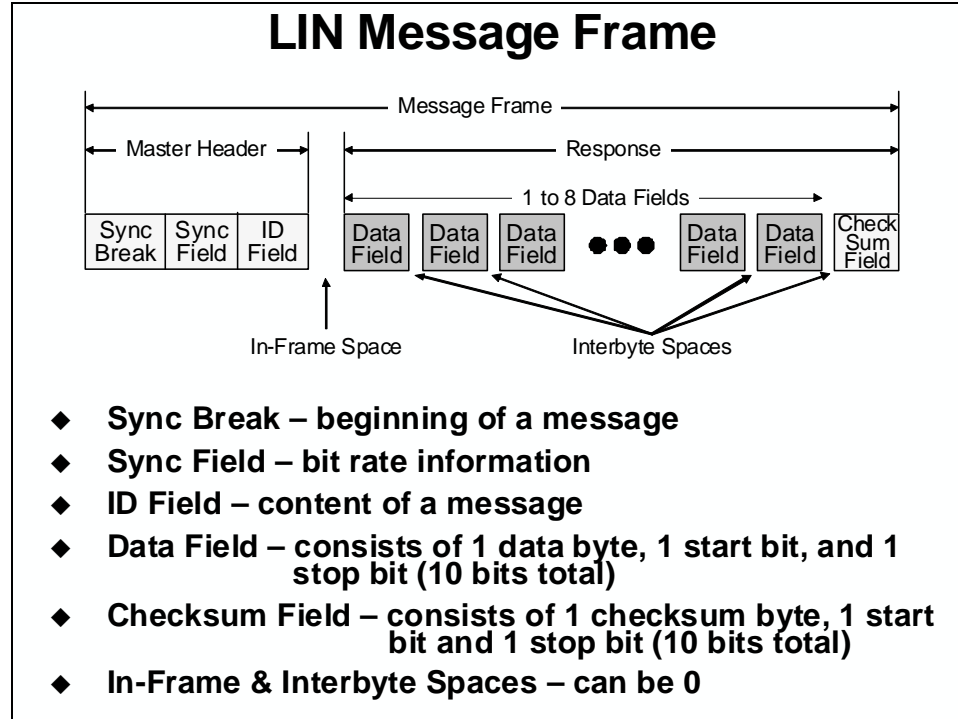 LIN Message Frame
Message Frame
Master Header
Response
1 to 8 Data Fields
Sync Break
Sync Field
ID Field
Data Field
Data Field
Data Field
Data Field
Data Field
Check Sum Field
In-Frame Space
Interbyte Spaces
◆ Sync Break – beginning of a message
◆ Sync Field – bit rate information
◆ ID Field – content of a message
◆ Data Field – consists of 1 data byte, 1 start bit, and 1
stop bit (10 bits total)
◆ Checksum Field – consists of 1 checksum byte, 1 start
bit and 1 stop bit (10 bits total)
◆ In-Frame & Interbyte Spaces – can be 0